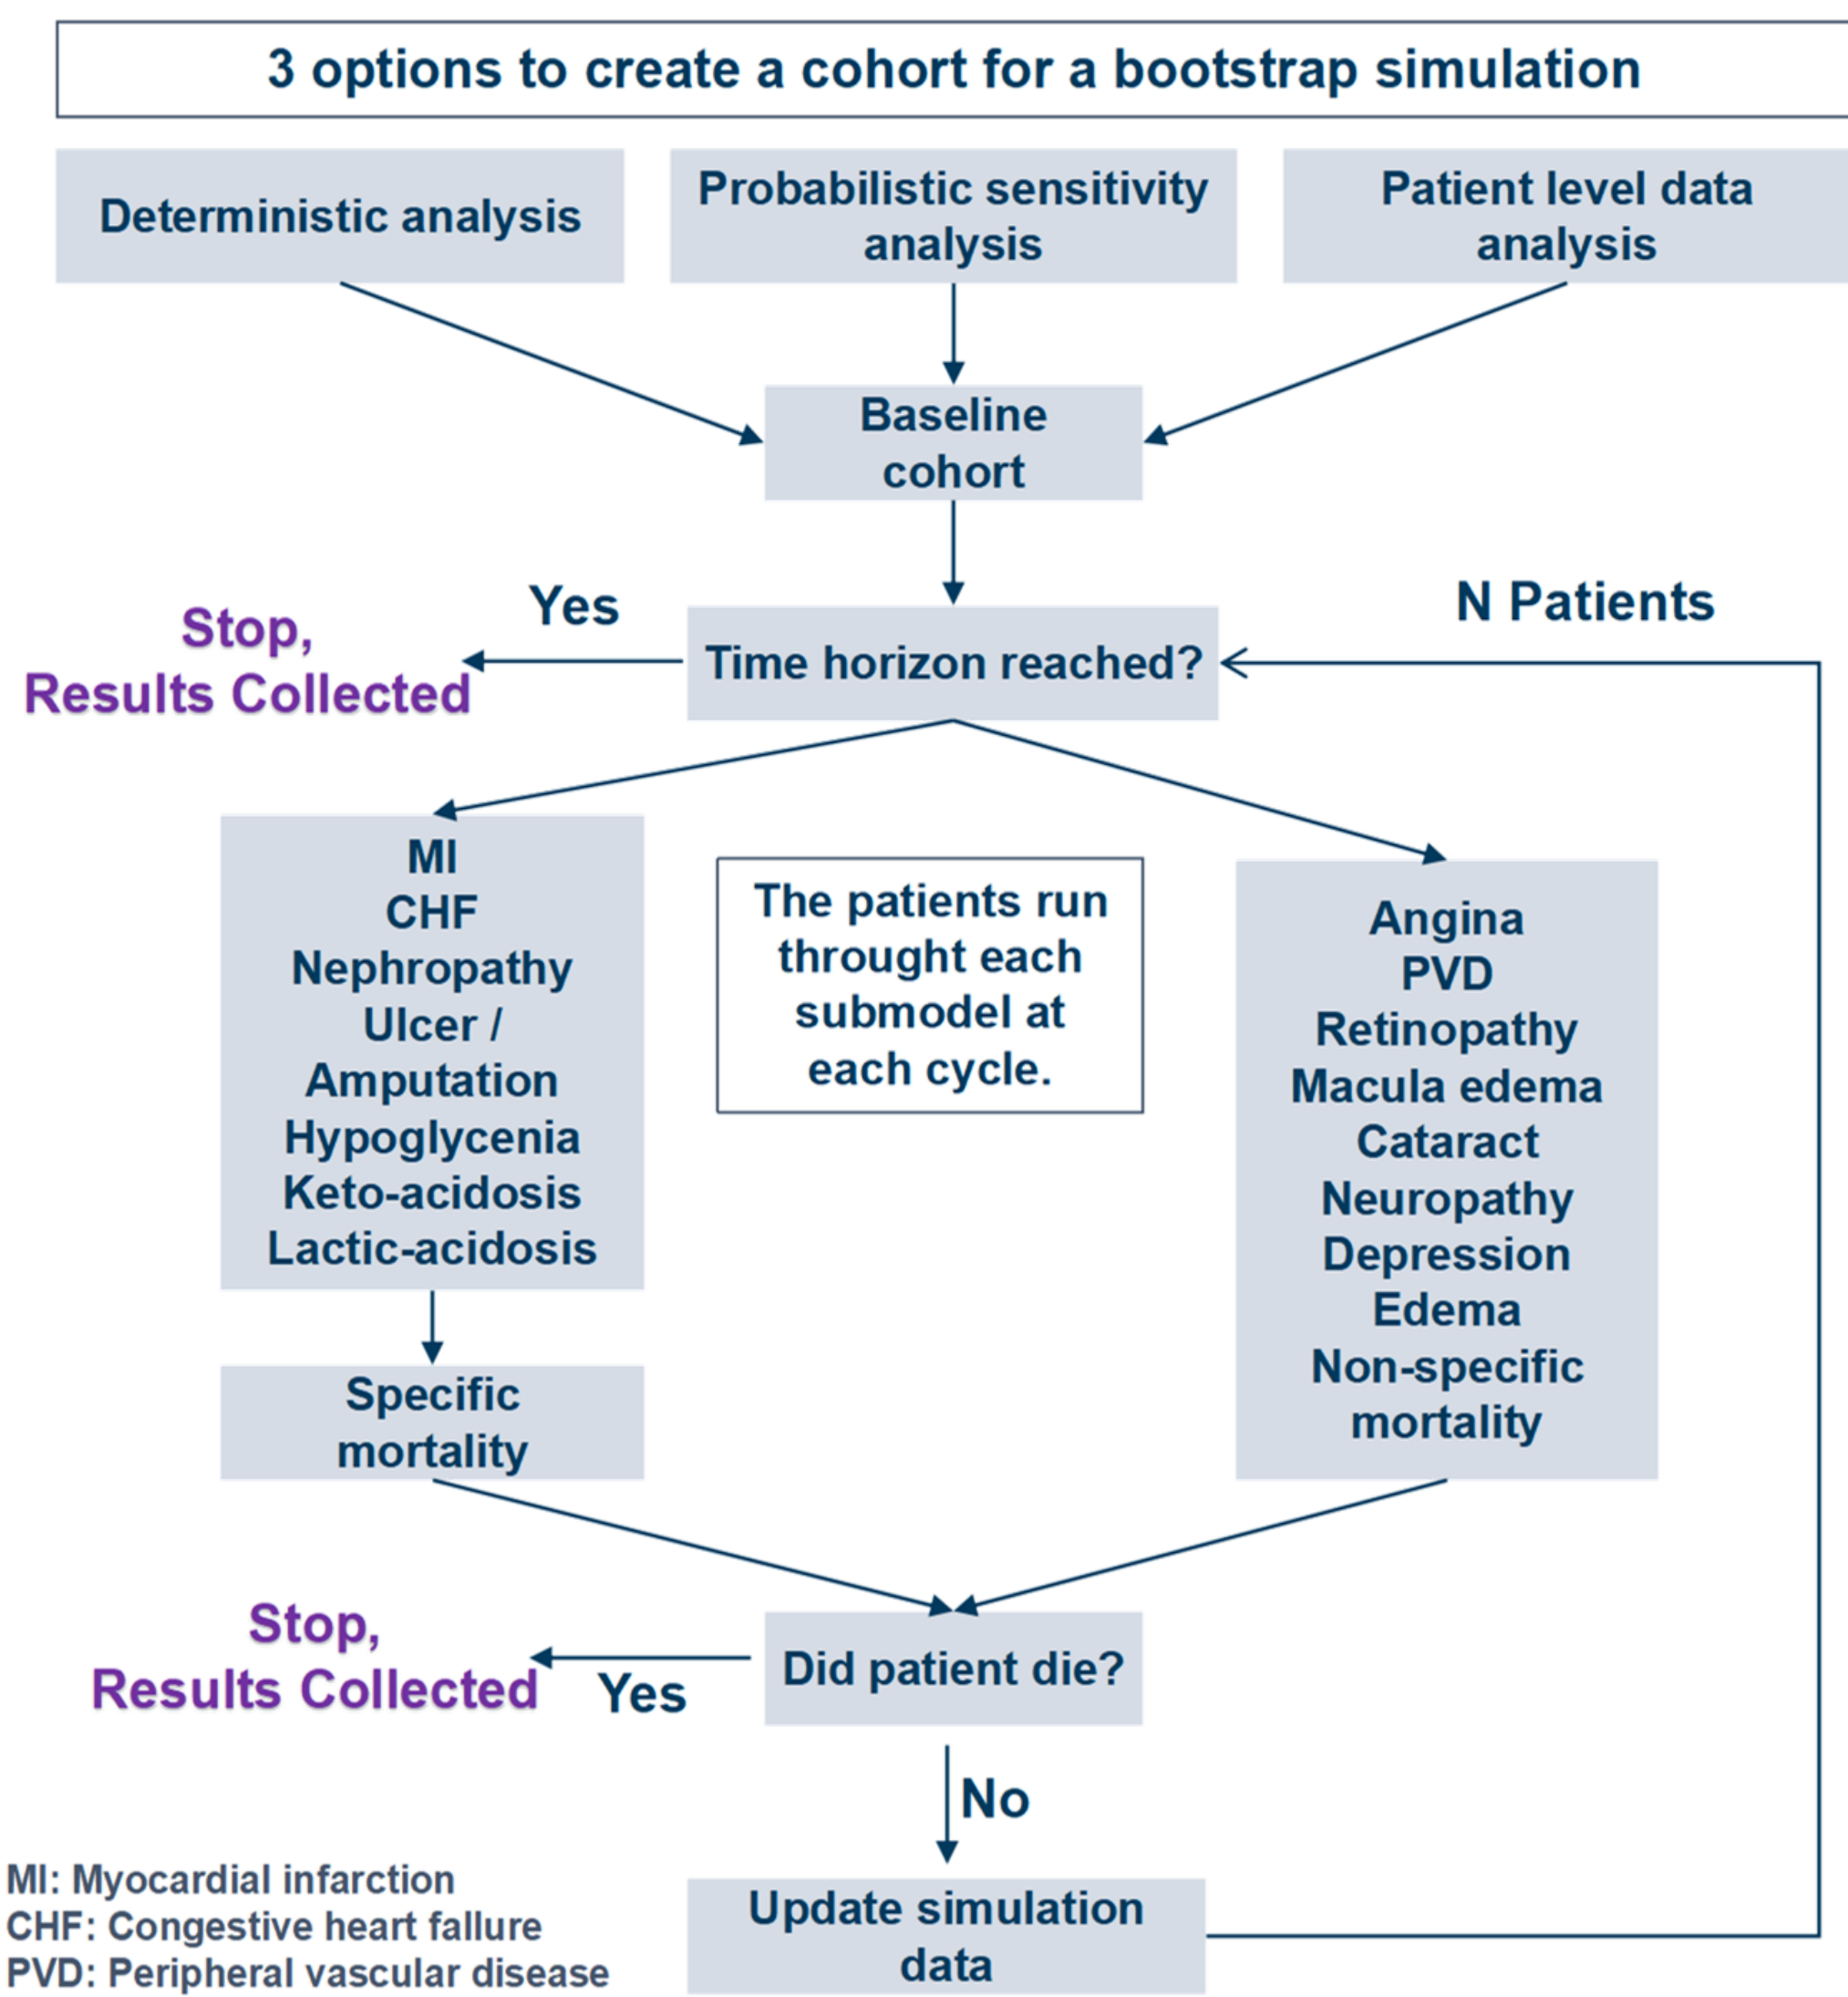 3 options to create a cohort for a bootstrap simulation
Deterministic analysis
Probabilistic sensitivity
analysis
Patient level data
analysis
Baseline
cohort
Yes
N Patients
Stop,
Results Collected
Time horizon reached?
MI
CHF
Nephropathy
Ulcer /
Amputation
Hypoglycenia
Keto-acidosis
Lactic-acidosis
The patients run
throught each
submodel at
each cycle.
Angina
PVD
Retinopathy
Macula edema
Cataract
Neuropathy
Depression
Edema
Non-specific
mortality
Specific
mortality
Stop,
Results Collected
Yes
Did patient die?
No
Update simulation
data
MI: Myocardial infarction
CHF: Congestive heart fallure
PVD: Peripheral vascular disease